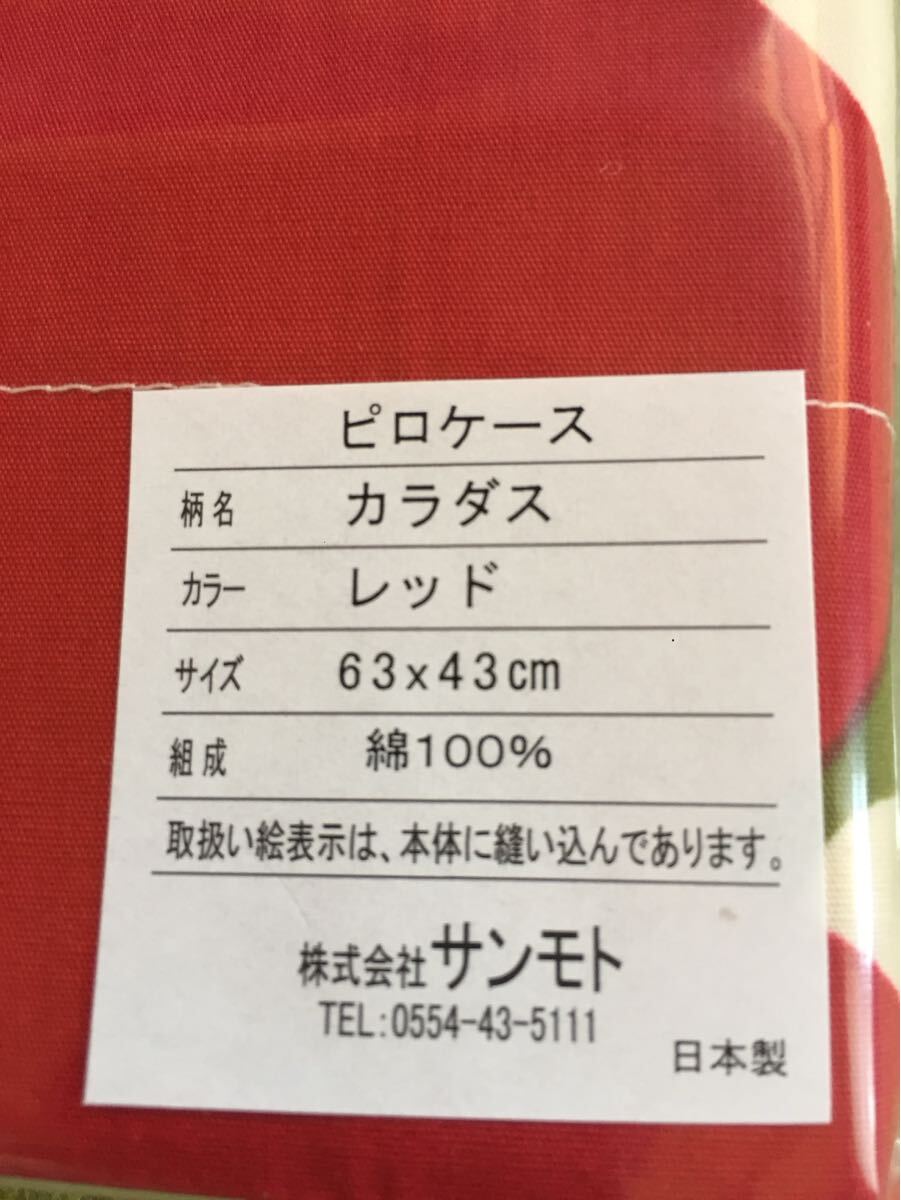 ピロケース
柄名 カラダス
カラー レッド
サイズ 63x43cm
組成 綿100%
取扱い絵表示は、本体に縫い込んであります。
株式会社サンモト
TEL:0554-43-5111
日本製